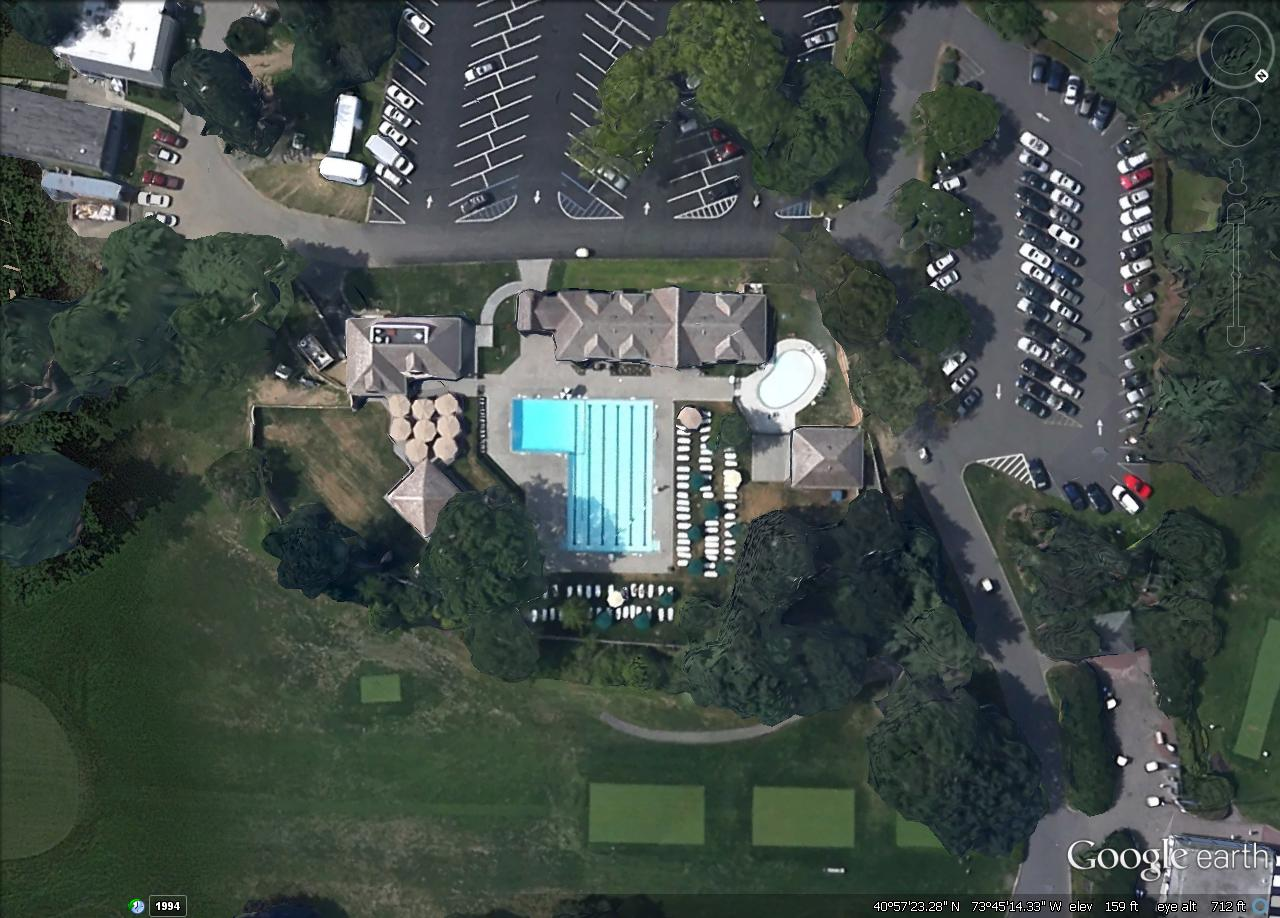 Google earth
1994
40°57'23.28" N 73°45'14.33" W elev 159 ft eye alt 712 ft